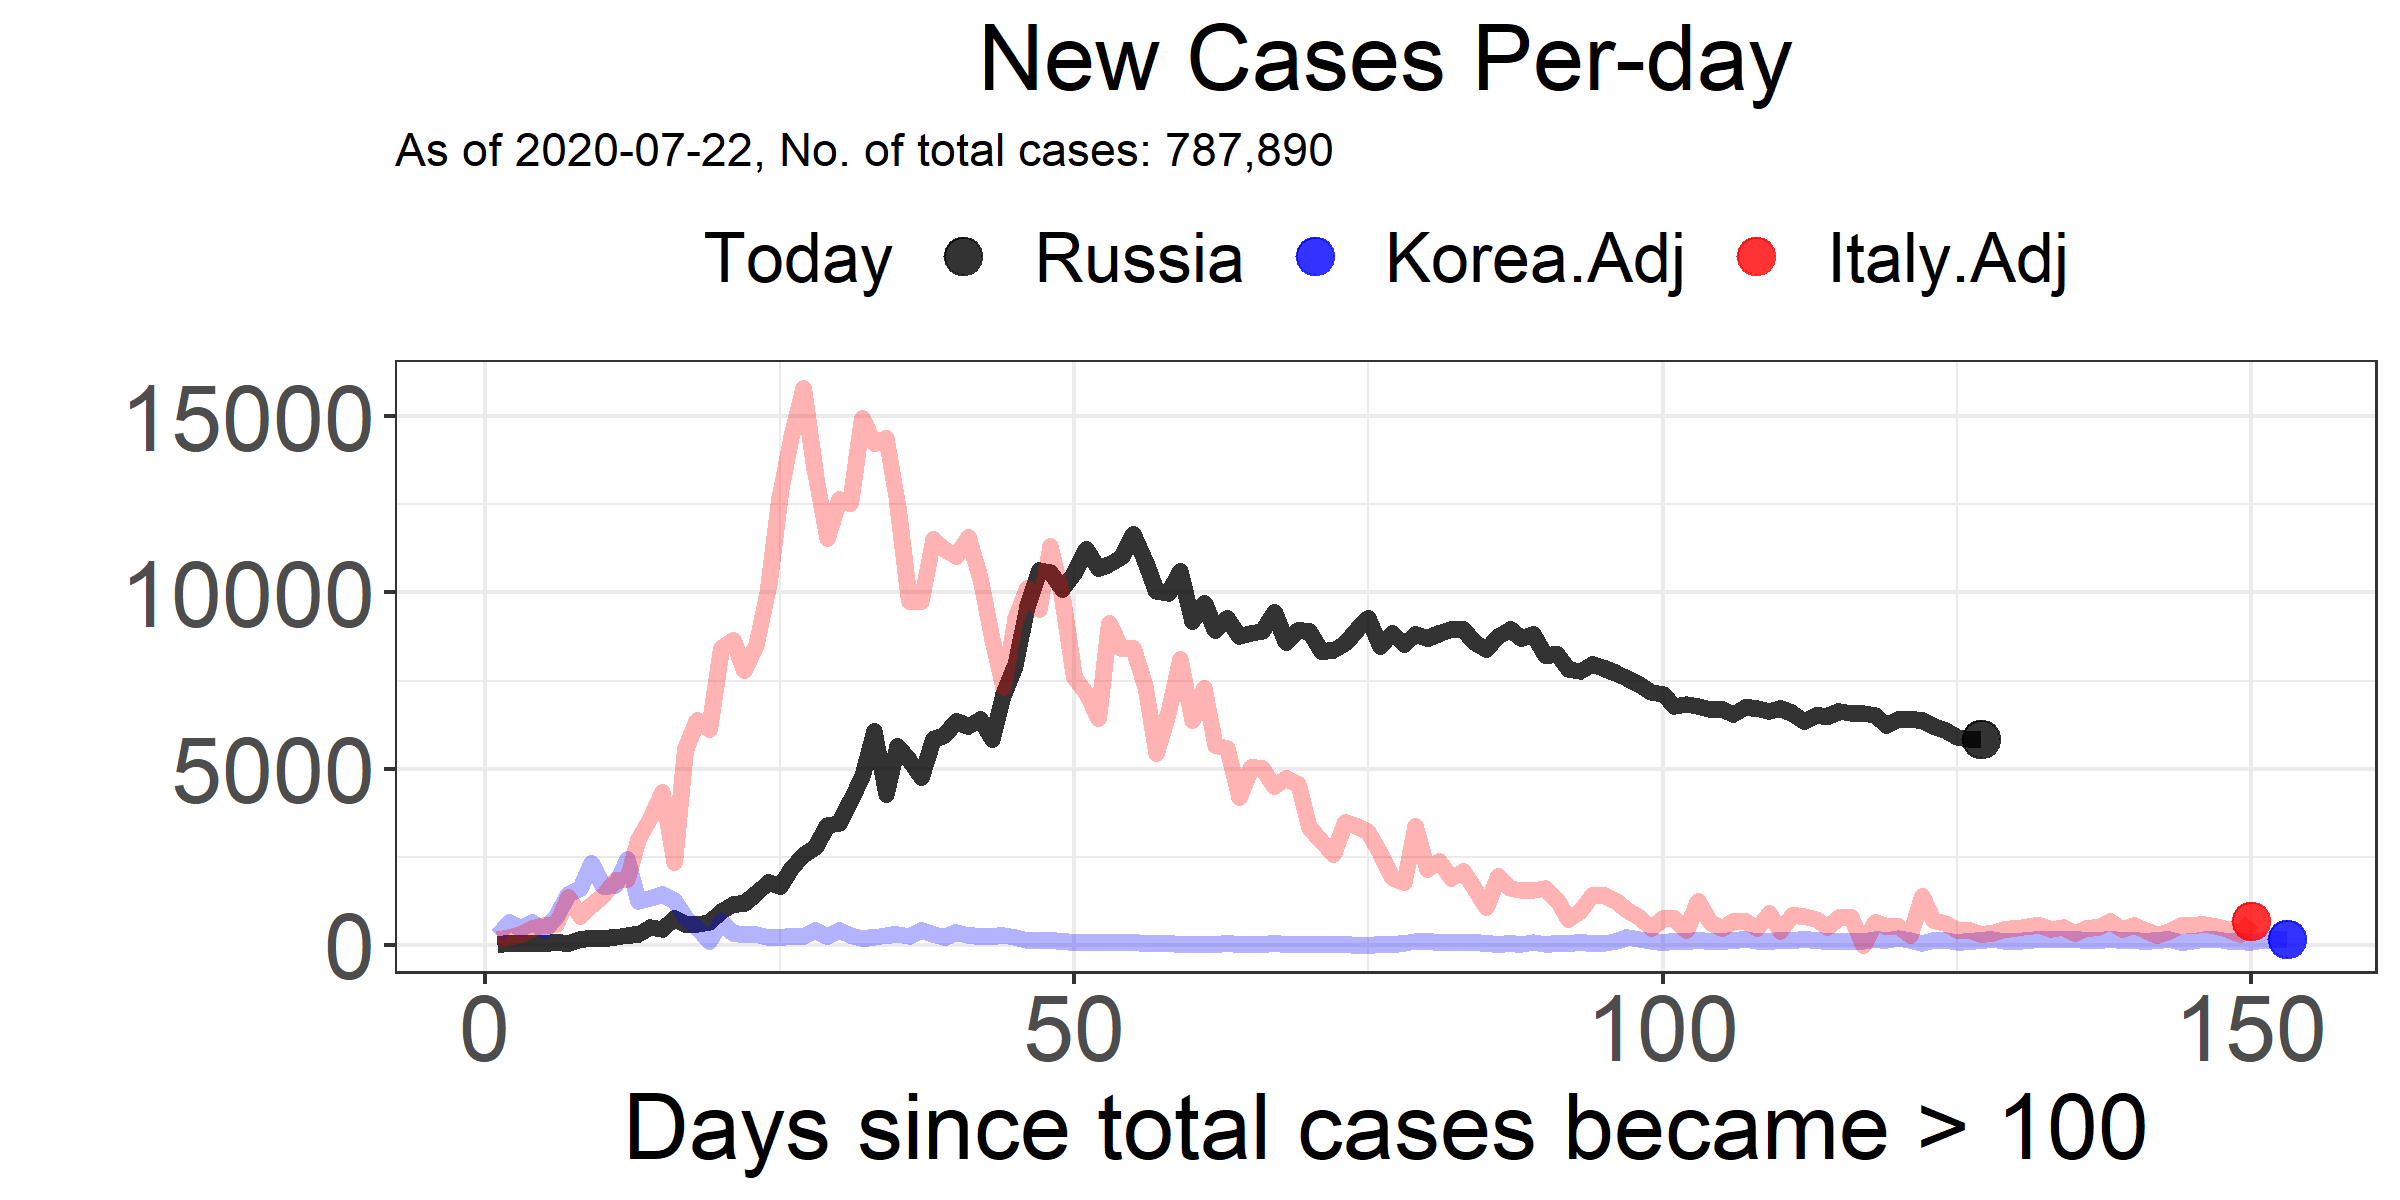 New Cases Per-day
As of 2020-07-22, No. of total cases: 787,890
Today Russia Korea.Adj Italy.Adj
15000
10000
5000
0
0 50 100 150
Days since total cases became > 100